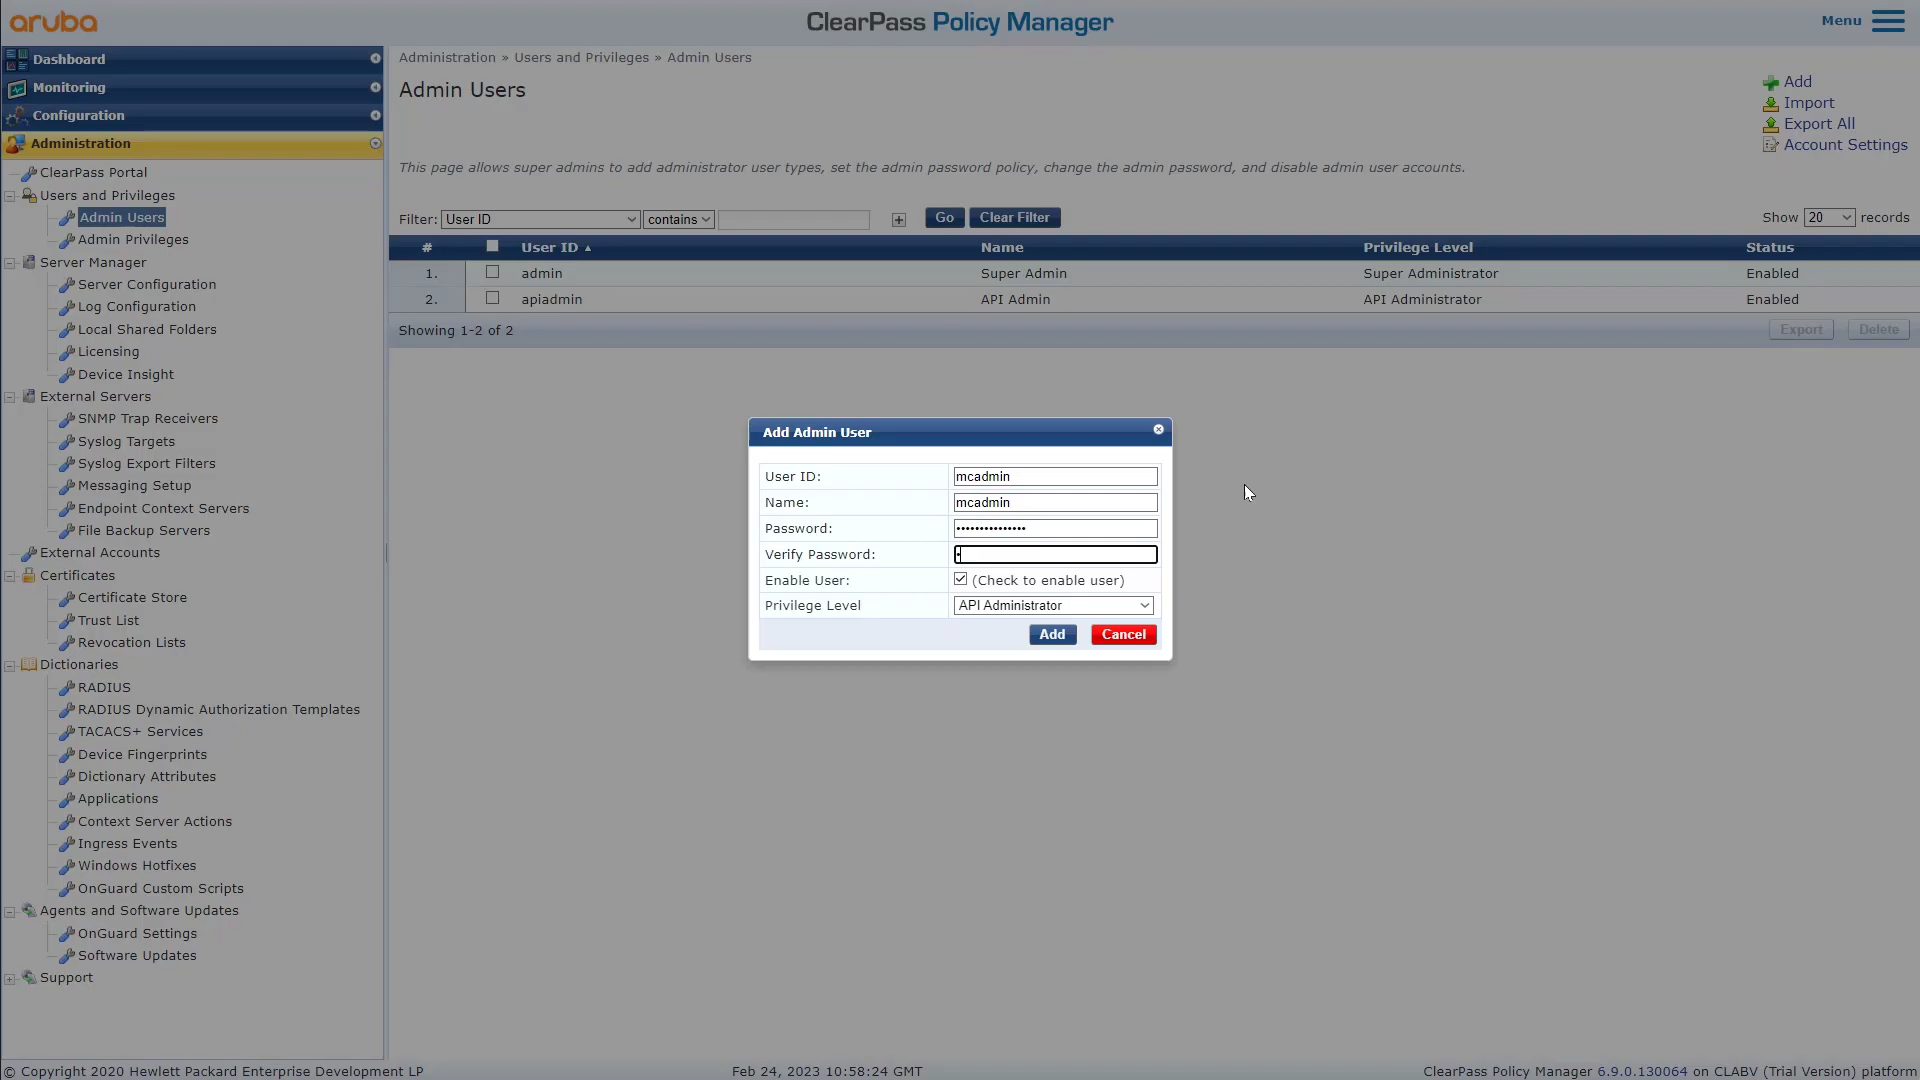 aruba
ClearPass Policy Manager
Menu
Dashboard
Monitoring
Configuration
Administration
ClearPass Portal
Users and Privileges
Admin Users
Admin Privileges
Server Manager
Server Configuration
Log Configuration
Local Shared Folders
Licensing
Device Insight
External Servers
SNMP Trap Receivers
Syslog Targets
Syslog Export Filters
Messaging Setup
Endpoint Context Servers
File Backup Servers
External Accounts
Certificates
Certificate Store
Trust List
Revocation Lists
Dictionaries
RADIUS
RADIUS Dynamic Authorization Templates
TACACS+ Services
Device Fingerprints
Dictionary Attributes
Applications
Context Server Actions
Ingress Events
Windows Hotfixes
OnGuard Custom Scripts
Agents and Software Updates
OnGuard Settings
Software Updates
Support
Administration » Users and Privileges » Admin Users
Admin Users
Add
Import
Export All
Account Settings
This page allows super admins to add administrator user types, set the admin password policy, change the admin password, and disable admin user accounts.
Filter: User ID contains Go Clear Filter Show 20 records
# User ID ▲ Name Privilege Level Status
1. admin Super Admin Super Administrator Enabled
2. apiadmin API Admin API Administrator Enabled
Showing 1-2 of 2 Export Delete
Add Admin User
User ID: mcadmin
Name: mcadmin
Password: •••••••••••••••
Verify Password: •
Enable User: (Check to enable user)
Privilege Level API Administrator
Add Cancel
© Copyright 2020 Hewlett Packard Enterprise Development LP Feb 24, 2023 10:58:24 GMT ClearPass Policy Manager 6.9.0.130064 on CLABV (Trial Version) platform